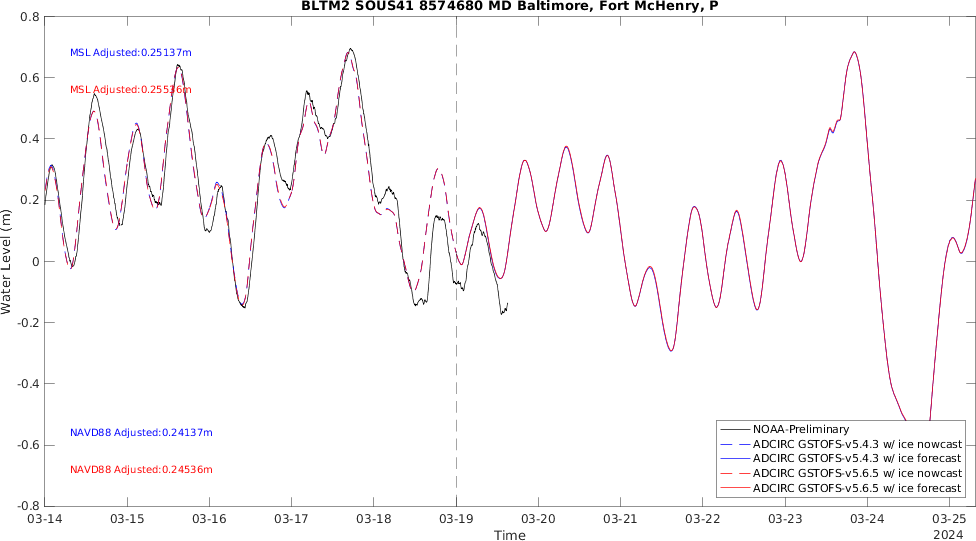 BLTM2 SOUS41 8574680 MD Baltimore, Fort McHenry, P
0.8
0.6
0.4
0.2
0
-0.2
-0.4
-0.6
-0.8
Water Level (m)
MSL Adjusted:0.25137m
MSL Adjusted:0.25536m
NAVD88 Adjusted:0.24137m
NAVD88 Adjusted:0.24536m
NOAA-Preliminary
ADCIRC GSTOFS-v5.4.3 w/ ice nowcast
ADCIRC GSTOFS-v5.4.3 w/ ice forecast
ADCIRC GSTOFS-v5.6.5 w/ ice nowcast
ADCIRC GSTOFS-v5.6.5 w/ ice forecast
03-14 03-15 03-16 03-17 03-18 03-19 03-20 03-21 03-22 03-23 03-24 03-25
Time 2024